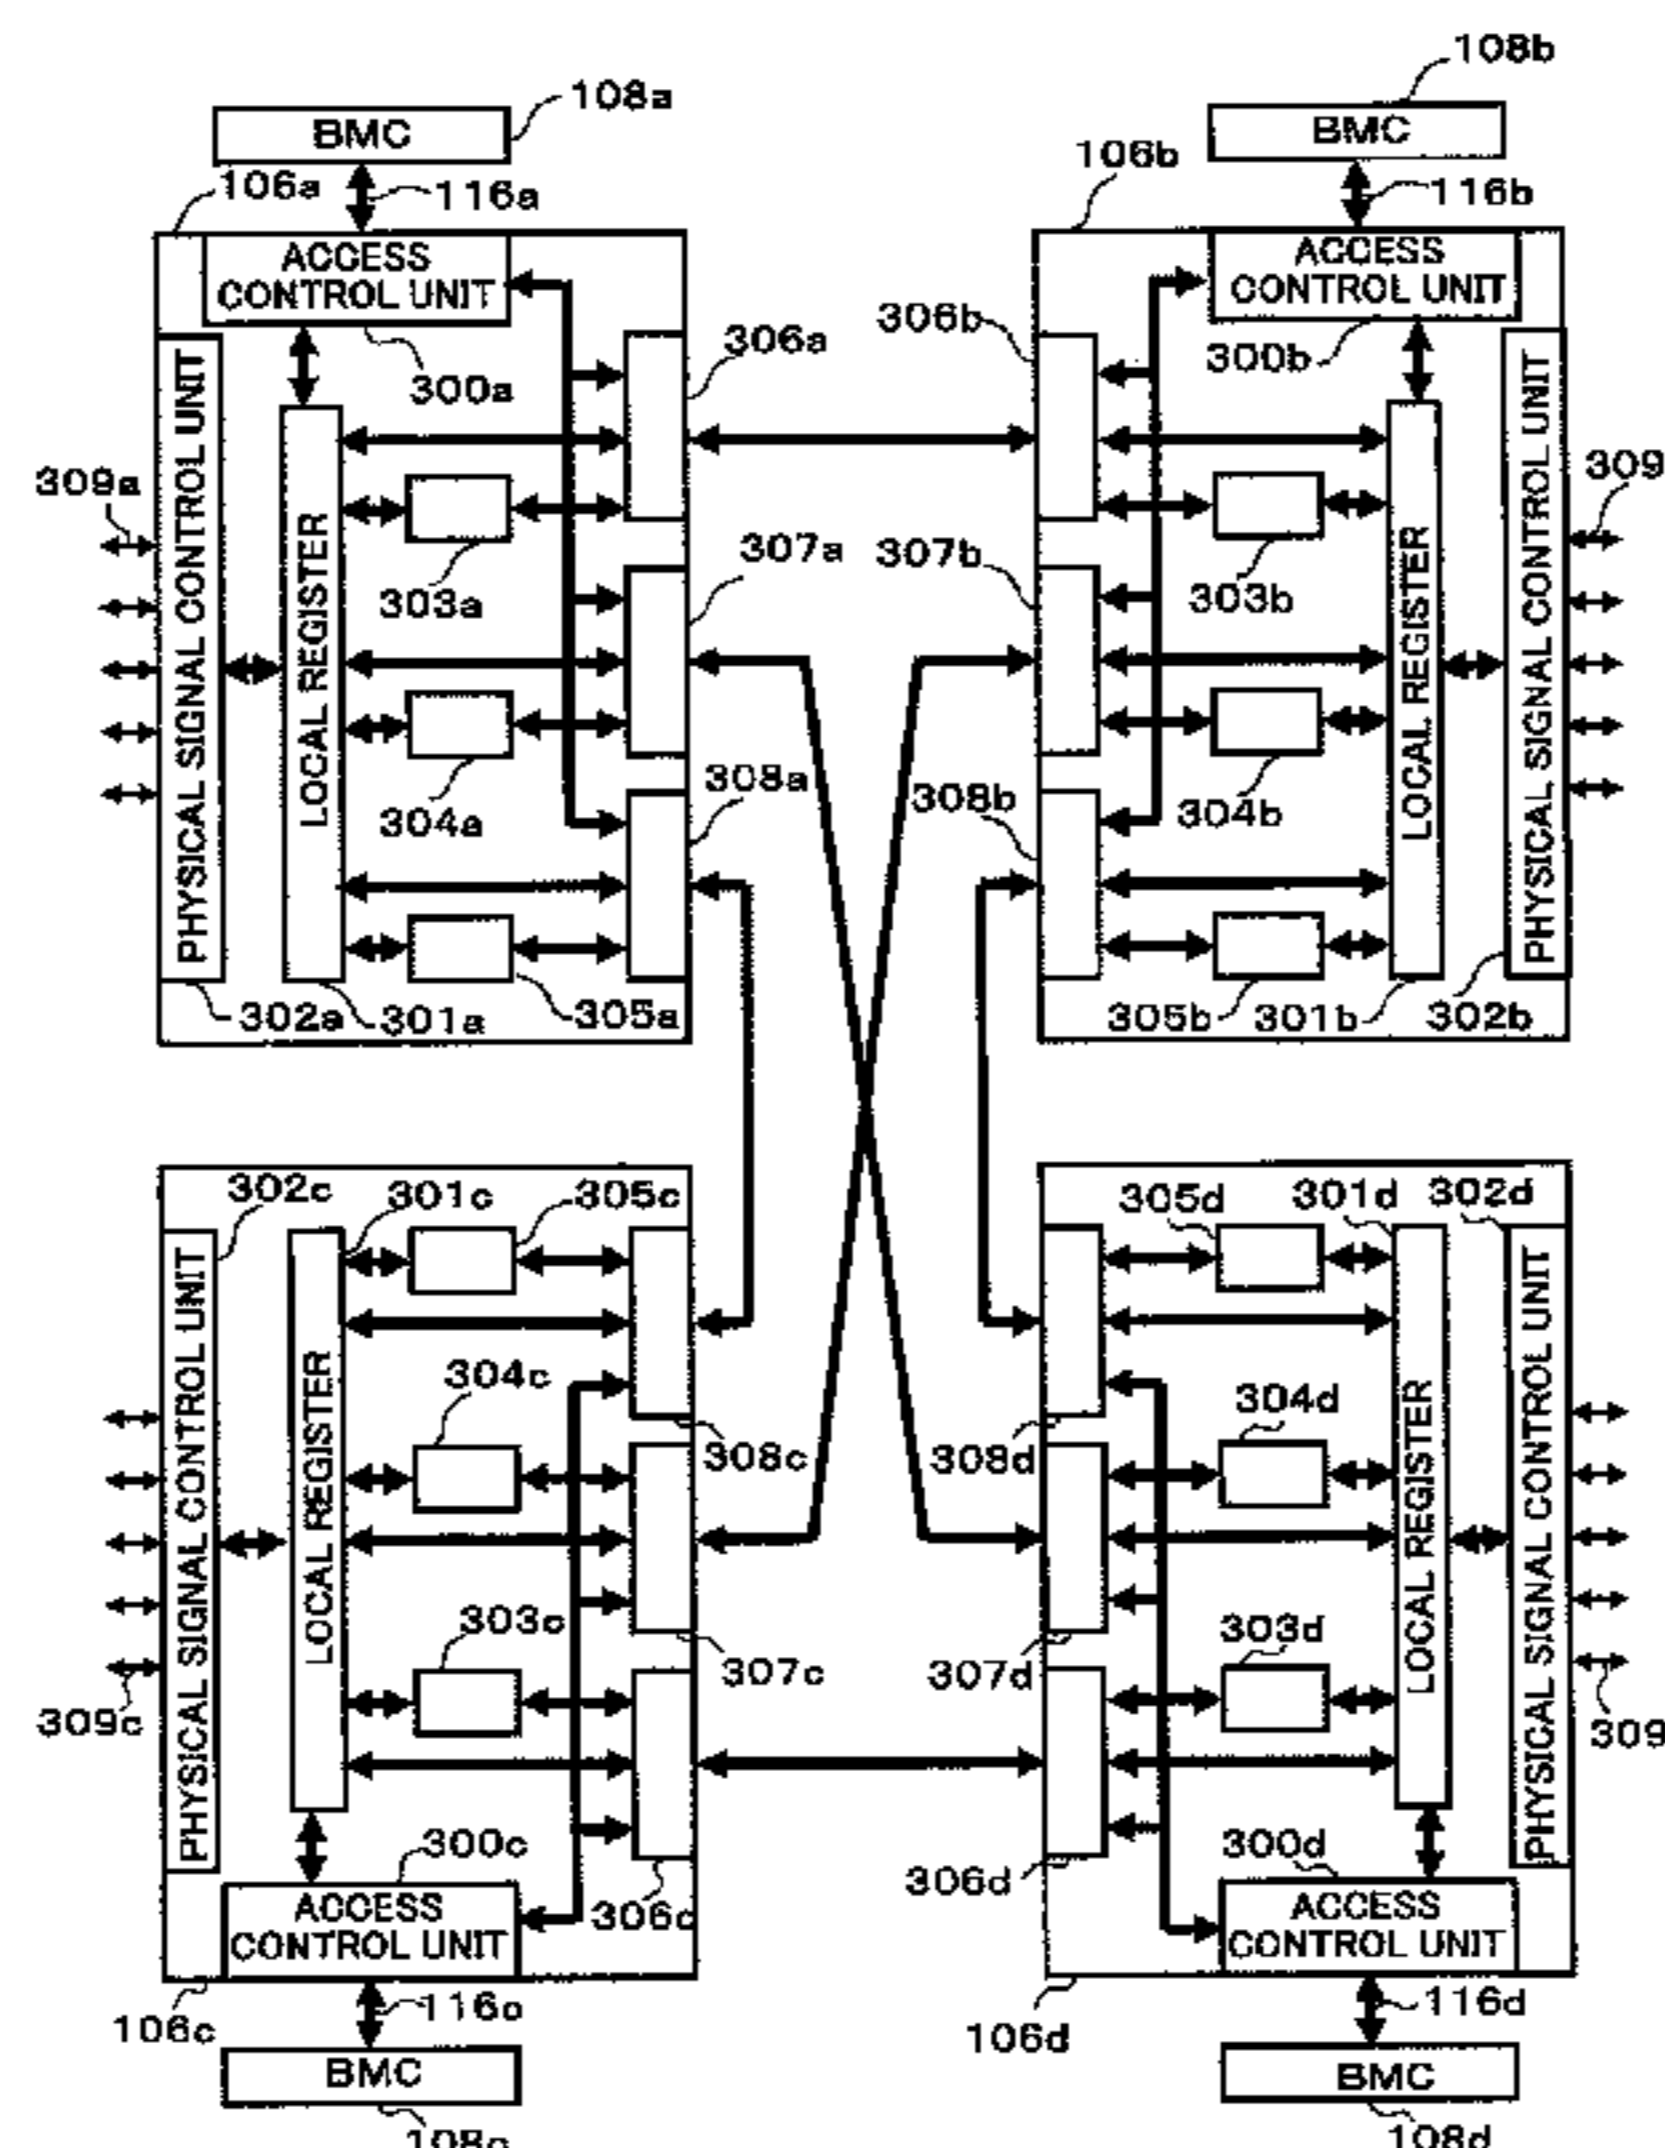 108b
108a
BMC
BMC
106b
106a
116a
116b
ACCESS
CONTROL UNIT
ACCESS
CONTROL UNIT
306b
306a
300a
300b
PHYSICAL SIGNAL CONTROL UNIT
PHYSICAL SIGNAL CONTROL UNIT
309a
309
LOCAL REGISTER
LOCAL REGISTER
307a
307b
303a
303b
308a
308b
304a
304b
302a
301a
305a
305b
301b
302b
302c
301c
305c
305d
301d
302d
PHYSICAL SIGNAL CONTROL UNIT
PHYSICAL SIGNAL CONTROL UNIT
LOCAL REGISTER
LOCAL REGISTER
304c
304d
308c
308d
303c
303d
307c
307d
309c
309
300c
300d
306c
306d
ACCESS
CONTROL UNIT
ACCESS
CONTROL UNIT
116c
116d
106c
106d
BMC
BMC
108c
108d